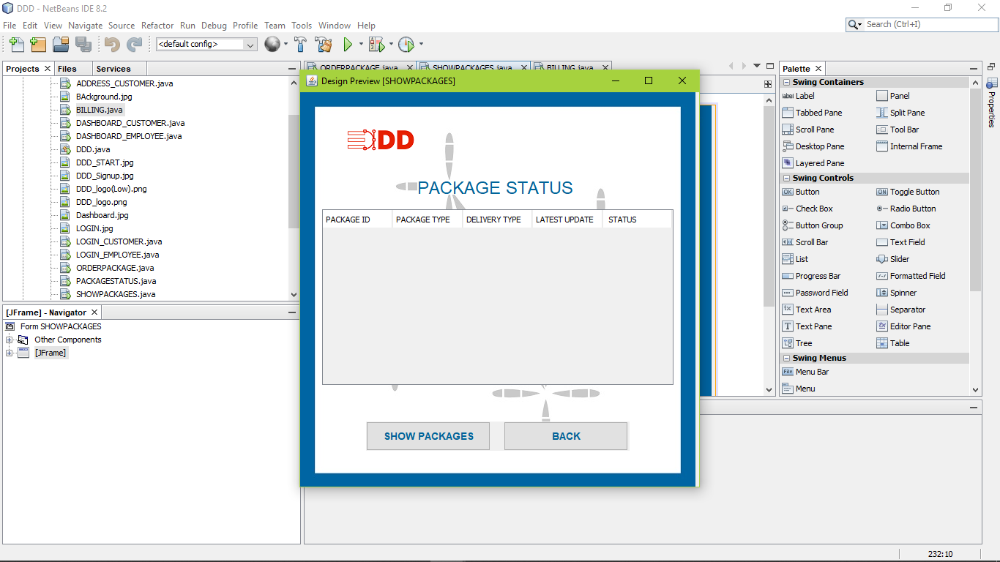 DDD - NetBeans IDE 8.2
File Edit View Navigate Source Refactor Run Debug Profile Team Tools Window Help
Search (Ctrl+I)
<default config>
Projects Files Services
ADDRESS_CUSTOMER.java
BAckground.jpg
BILLING.java
DASHBOARD_CUSTOMER.java
DASHBOARD_EMPLOYEE.java
DDD.java
DDD_START.jpg
DDD_Signup.jpg
DDD_logo(Low).png
DDD_logo.png
Dashboard.jpg
LOGIN.jpg
LOGIN_CUSTOMER.java
LOGIN_EMPLOYEE.java
ORDERPACKAGE.java
PACKAGESTATUS.java
SHOWPACKAGES.java
[JFrame] - Navigator
Form SHOWPACKAGES
Other Components
[JFrame]
ORDERPACKAGE.java SHOWPACKAGES.java BILLING.java
Design Preview [SHOWPACKAGES]
DDD
PACKAGE STATUS
PACKAGE ID PACKAGE TYPE DELIVERY TYPE LATEST UPDATE STATUS
SHOW PACKAGES BACK
Palette
Swing Containers
label Label Panel
Tabbed Pane Split Pane
Scroll Pane Tool Bar
Desktop Pane Internal Frame
Layered Pane
Swing Controls
OK Button ON Toggle Button
Check Box Radio Button
Button Group Combo Box
Scroll Bar Text Field
List Slider
Progress Bar Formatted Field
Password Field Spinner
Text Area Separator
Text Pane Editor Pane
Tree Table
Swing Menus
File Menu Bar
Menu
Properties
232:10